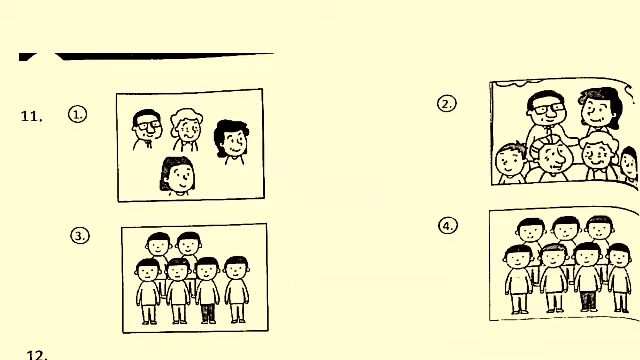 11. ①. ②.
③. ④.
12.